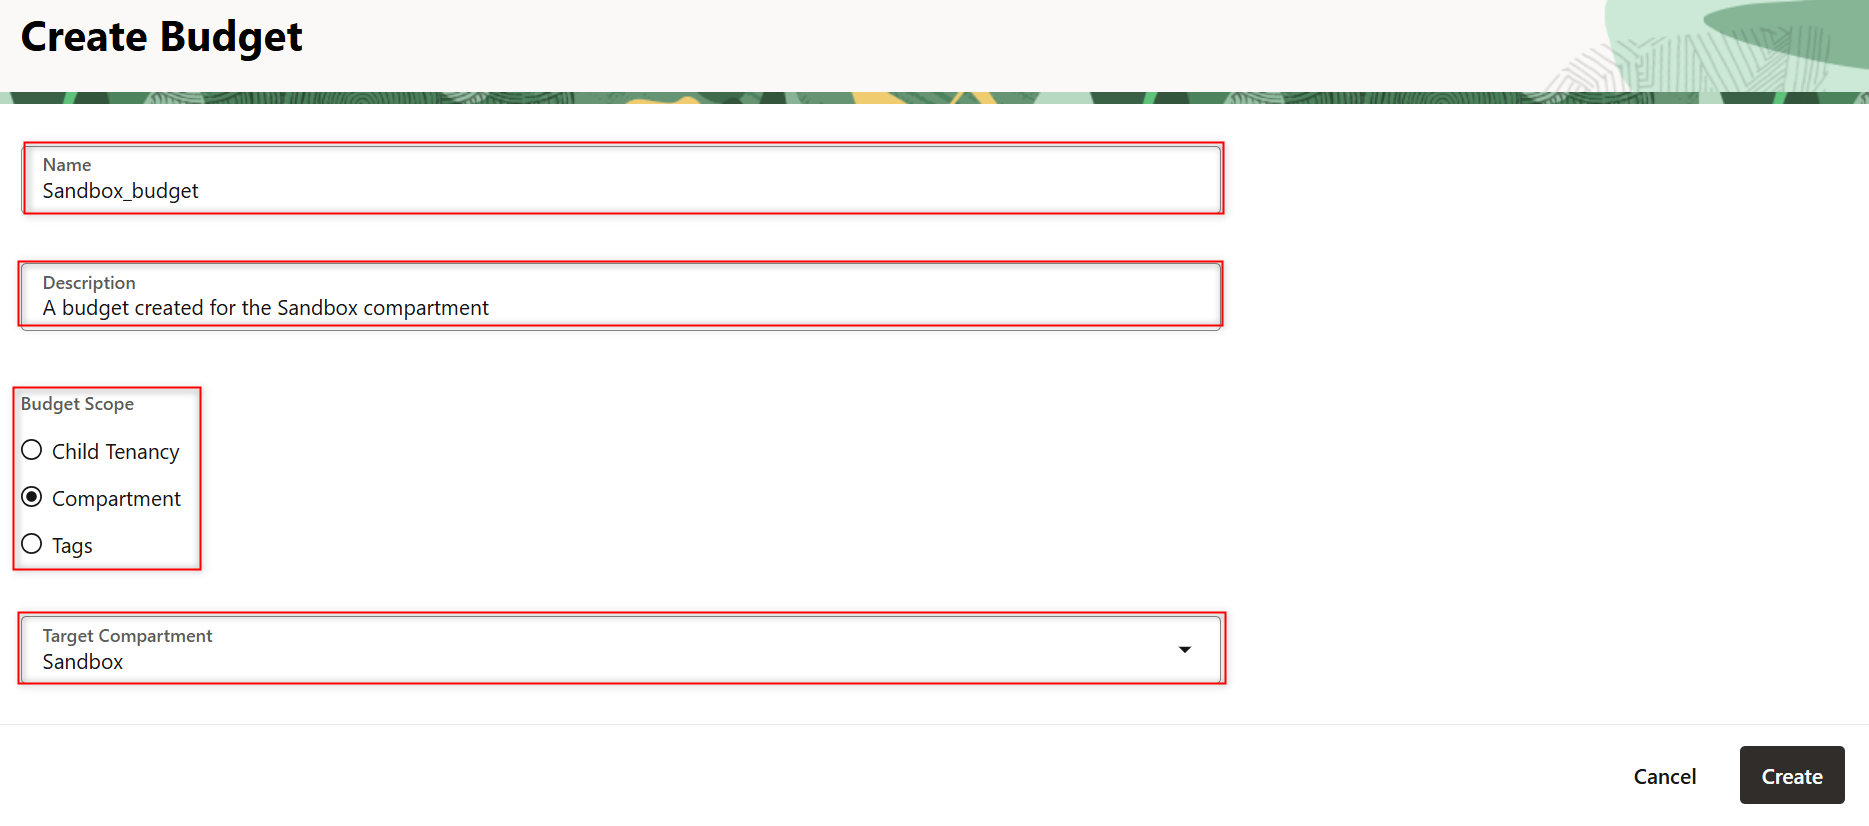 Create Budget
Name
Sandbox_budget
Description
A budget created for the Sandbox compartment
Budget Scope
Child Tenancy
Compartment
Tags
Target Compartment
Sandbox
Cancel
Create